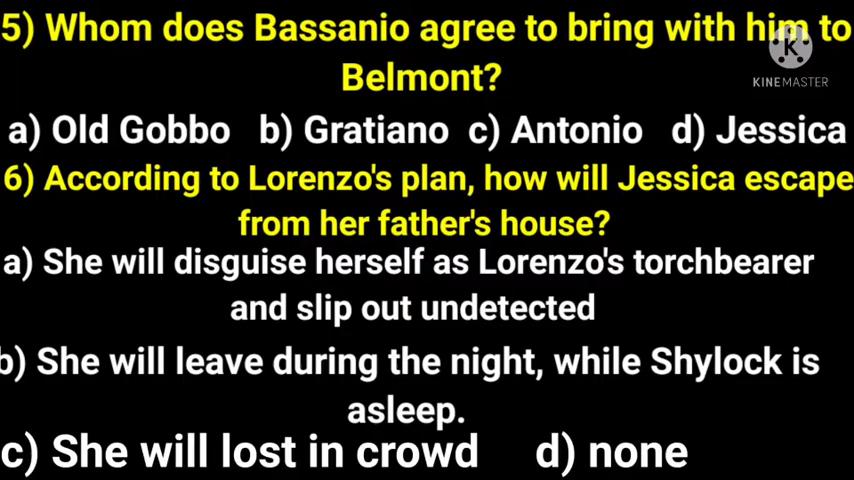 5) Whom does Bassanio agree to bring with him to
Belmont?
K
KINEMASTER
a) Old Gobbo b) Gratiano c) Antonio d) Jessica
6) According to Lorenzo's plan, how will Jessica escape
from her father's house?
a) She will disguise herself as Lorenzo's torchbearer
and slip out undetected
b) She will leave during the night, while Shylock is
asleep.
c) She will lost in crowd d) none